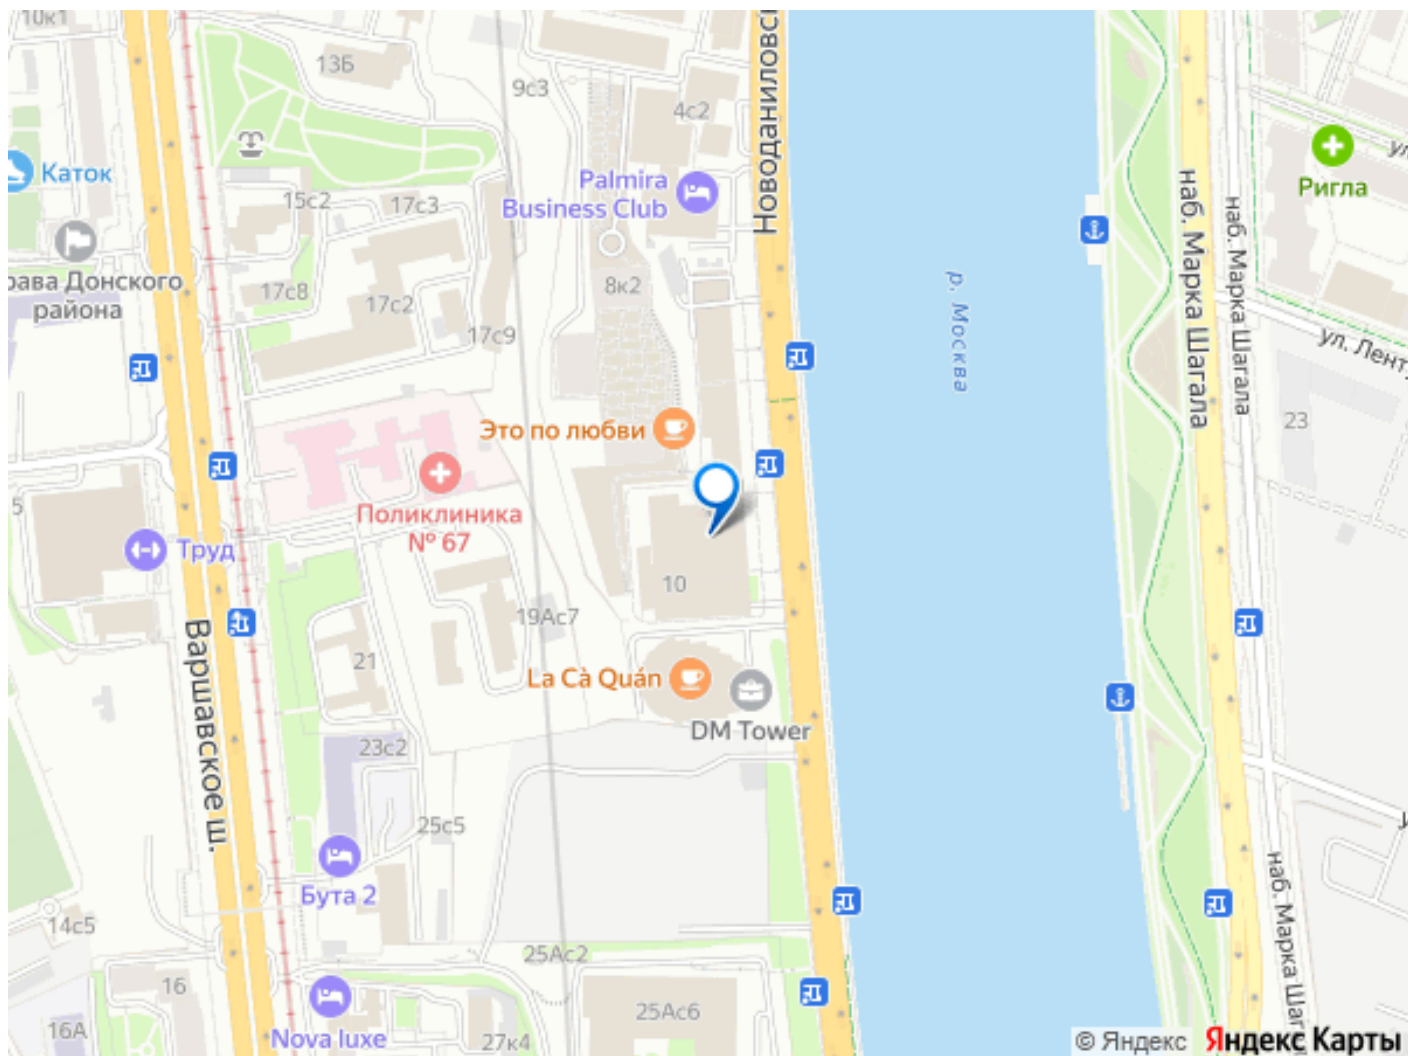 10к1
13Б
9с3
4с2
Новоданиловск
Каток
Palmira
Business Club
15с2
17с3
рава Донского
района
17с8
17с2
17с9
8к2
р. Москва
наб. Марка Шагала
наб. Марка Шагала
Ригла
ул.
ул. Ленту
23
Это по любви
Поликлиника
№ 67
5
Труд
10
19Ас7
21
La Cà Quán
DM Tower
Варшавское ш.
23с2
25с5
Бута 2
14с5
25Ас2
16
16А
Nova luxe
27к4
25Ас6
наб. Марка Шаг
© Яндекс Яндекс Карты